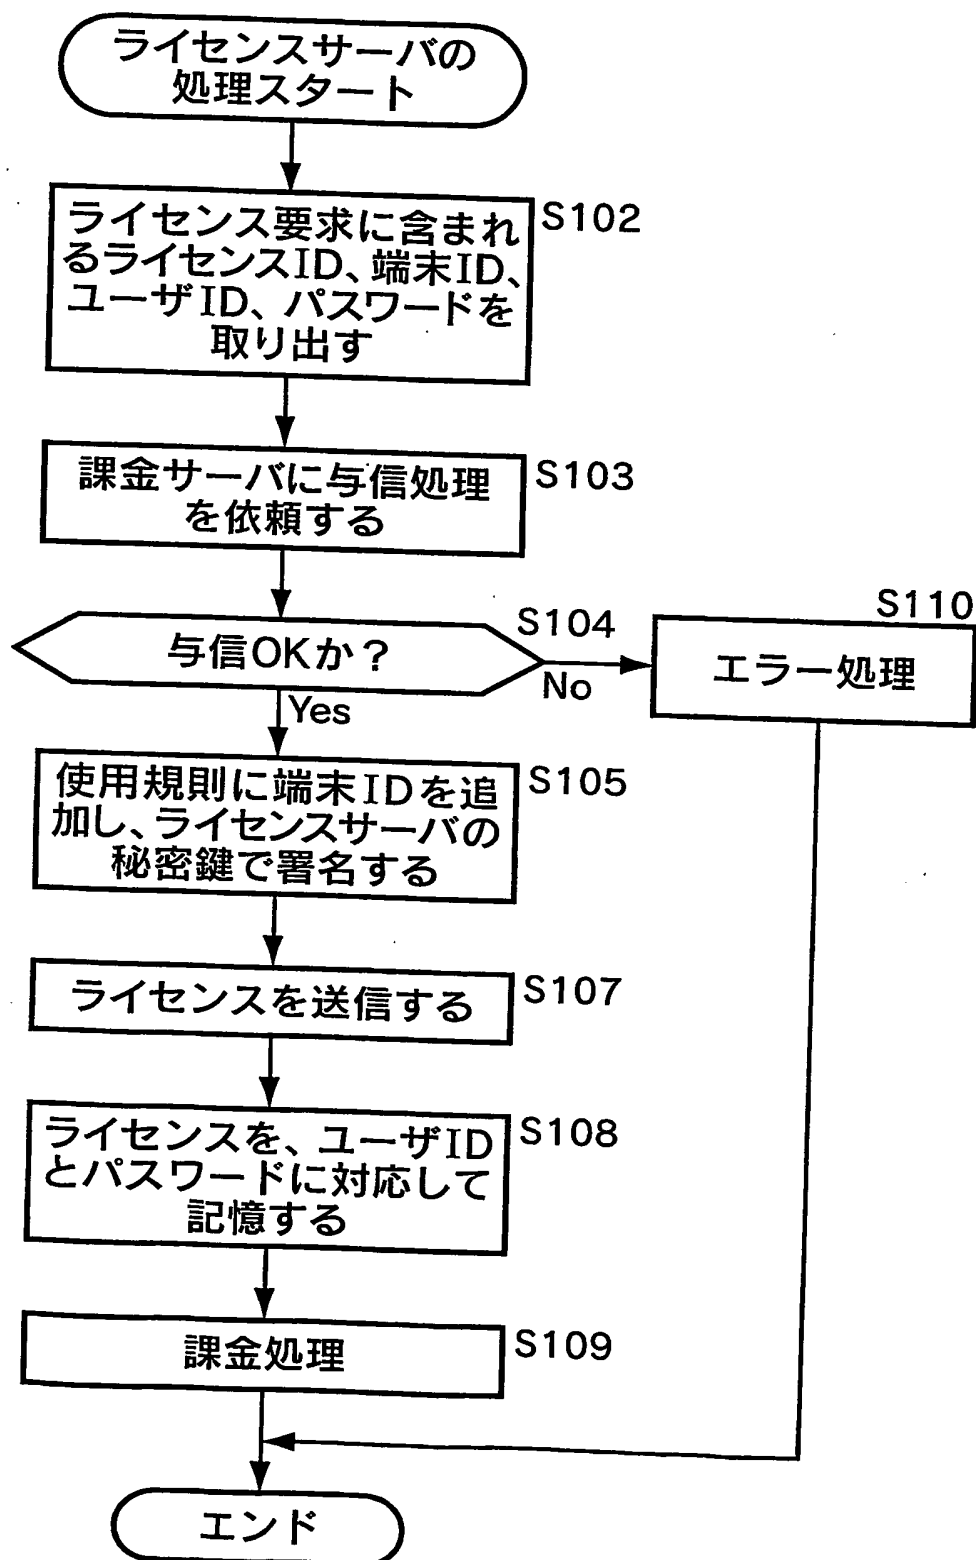 ライセンスサーバの
処理スタート
ライセンス要求に含まれ
るライセンスID、端末ID、
ユーザID、パスワードを
取り出す
S102
課金サーバに与信処理
を依頼する
S103
与信OKか？
S104
No
Yes
S110
エラー処理
使用規則に端末IDを追
加し、ライセンスサーバの
秘密鍵で署名する
S105
ライセンスを送信する
S107
ライセンスを、ユーザID
とパスワードに対応して
記憶する
S108
課金処理
S109
エンド